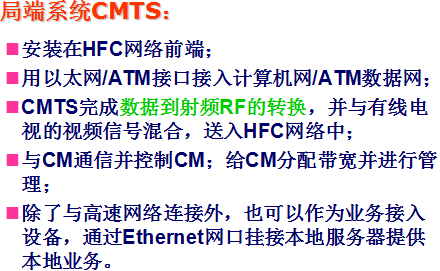 局端系统CMTS：
安装在HFC网络前端；
用以太网/ATM接口接入计算机网/ATM数据网；
CMTS完成数据到射频RF的转换，并与有线电
视的视频信号混合，送入HFC网络中；
与CM通信并控制CM；给CM分配带宽并进行管
理；
除了与高速网络连接外，也可以作为业务接入
设备，通过Ethernet网口挂接本地服务器提供
本地业务。